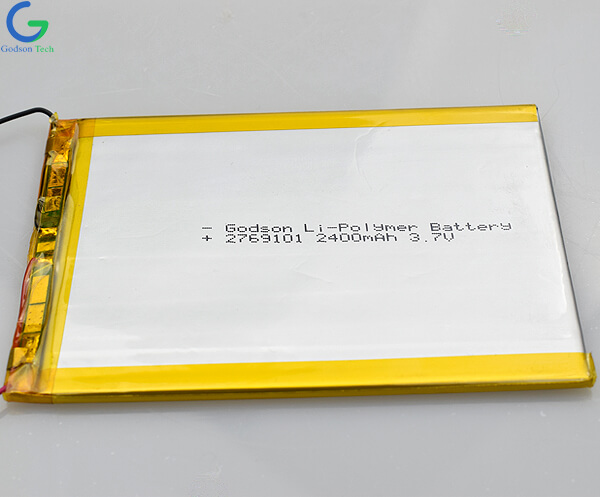 Godson Tech
- Godson Li-Polymer Battery
+ 2769101 2400mAh 3.7V